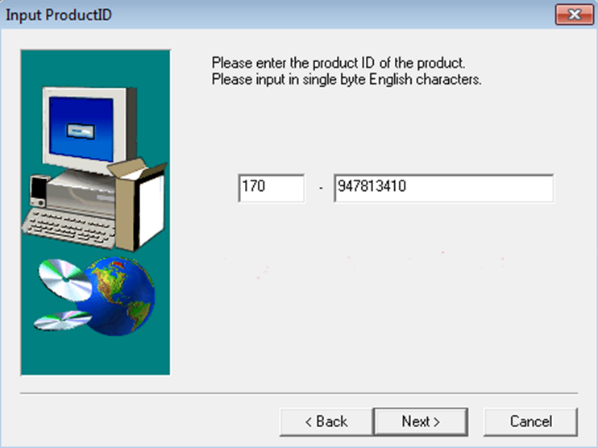 Input ProductID
Please enter the product ID of the product.
Please input in single byte English characters.
170 - 947813410
< Back Next > Cancel